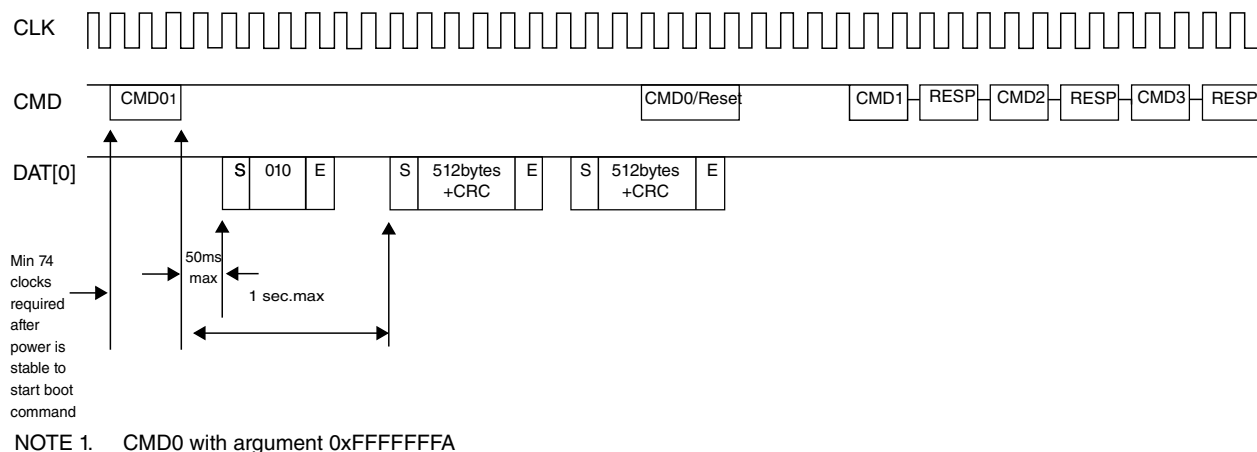 CLK
CMD
CMD01
CMD0/Reset
CMD1
RESP
CMD2
RESP
CMD3
RESP
DAT[0]
S
010
E
S
512bytes
+CRC
E
S
512bytes
+CRC
E
Min 74
clocks
required
after
power is
stable to
start boot
command
50ms
max
1 sec.max
NOTE 1. CMD0 with argument 0xFFFFFFFA